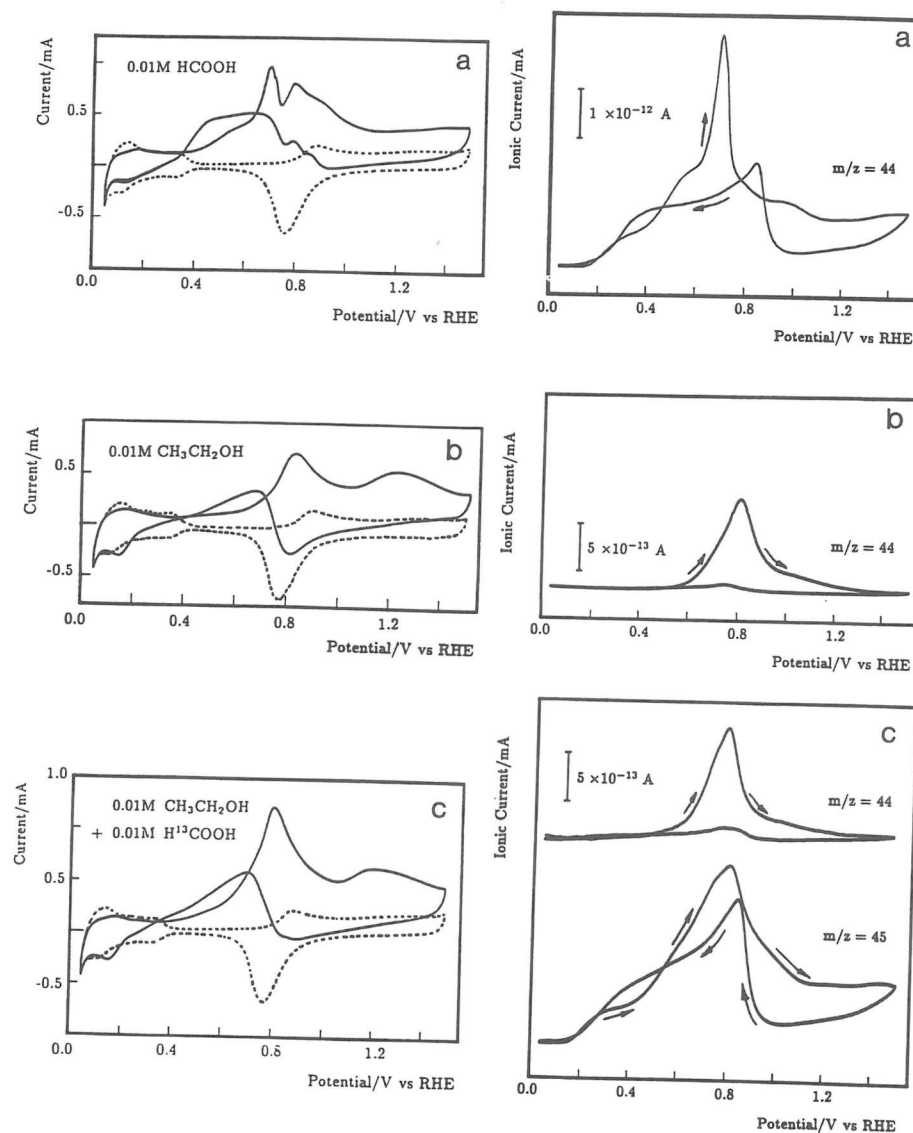 a
0.01M HCOOH
Current/mA
0.5
-0.5
0.0 0.4 0.8 1.2
Potential/V vs RHE
a
Ionic Current/mA
1 ×10⁻¹² A
m/z = 44
0.0 0.4 0.8 1.2
Potential/V vs RHE
b
0.01M CH₃CH₂OH
Current/mA
0.5
-0.5
0.0 0.4 0.8 1.2
Potential/V vs RHE
b
Ionic Current/mA
5 ×10⁻¹³ A
m/z = 44
0.0 0.4 0.8 1.2
Potential/V vs RHE
c
0.01M CH₃CH₂OH
+ 0.01M H¹³COOH
Current/mA
1.0
0.5
0.0
-0.5
0.0 0.4 0.8 1.2
Potential/V vs RHE
c
Ionic Current/mA
5 ×10⁻¹³ A
m/z = 44
m/z = 45
0.0 0.4 0.8 1.2
Potential/V vs RHE